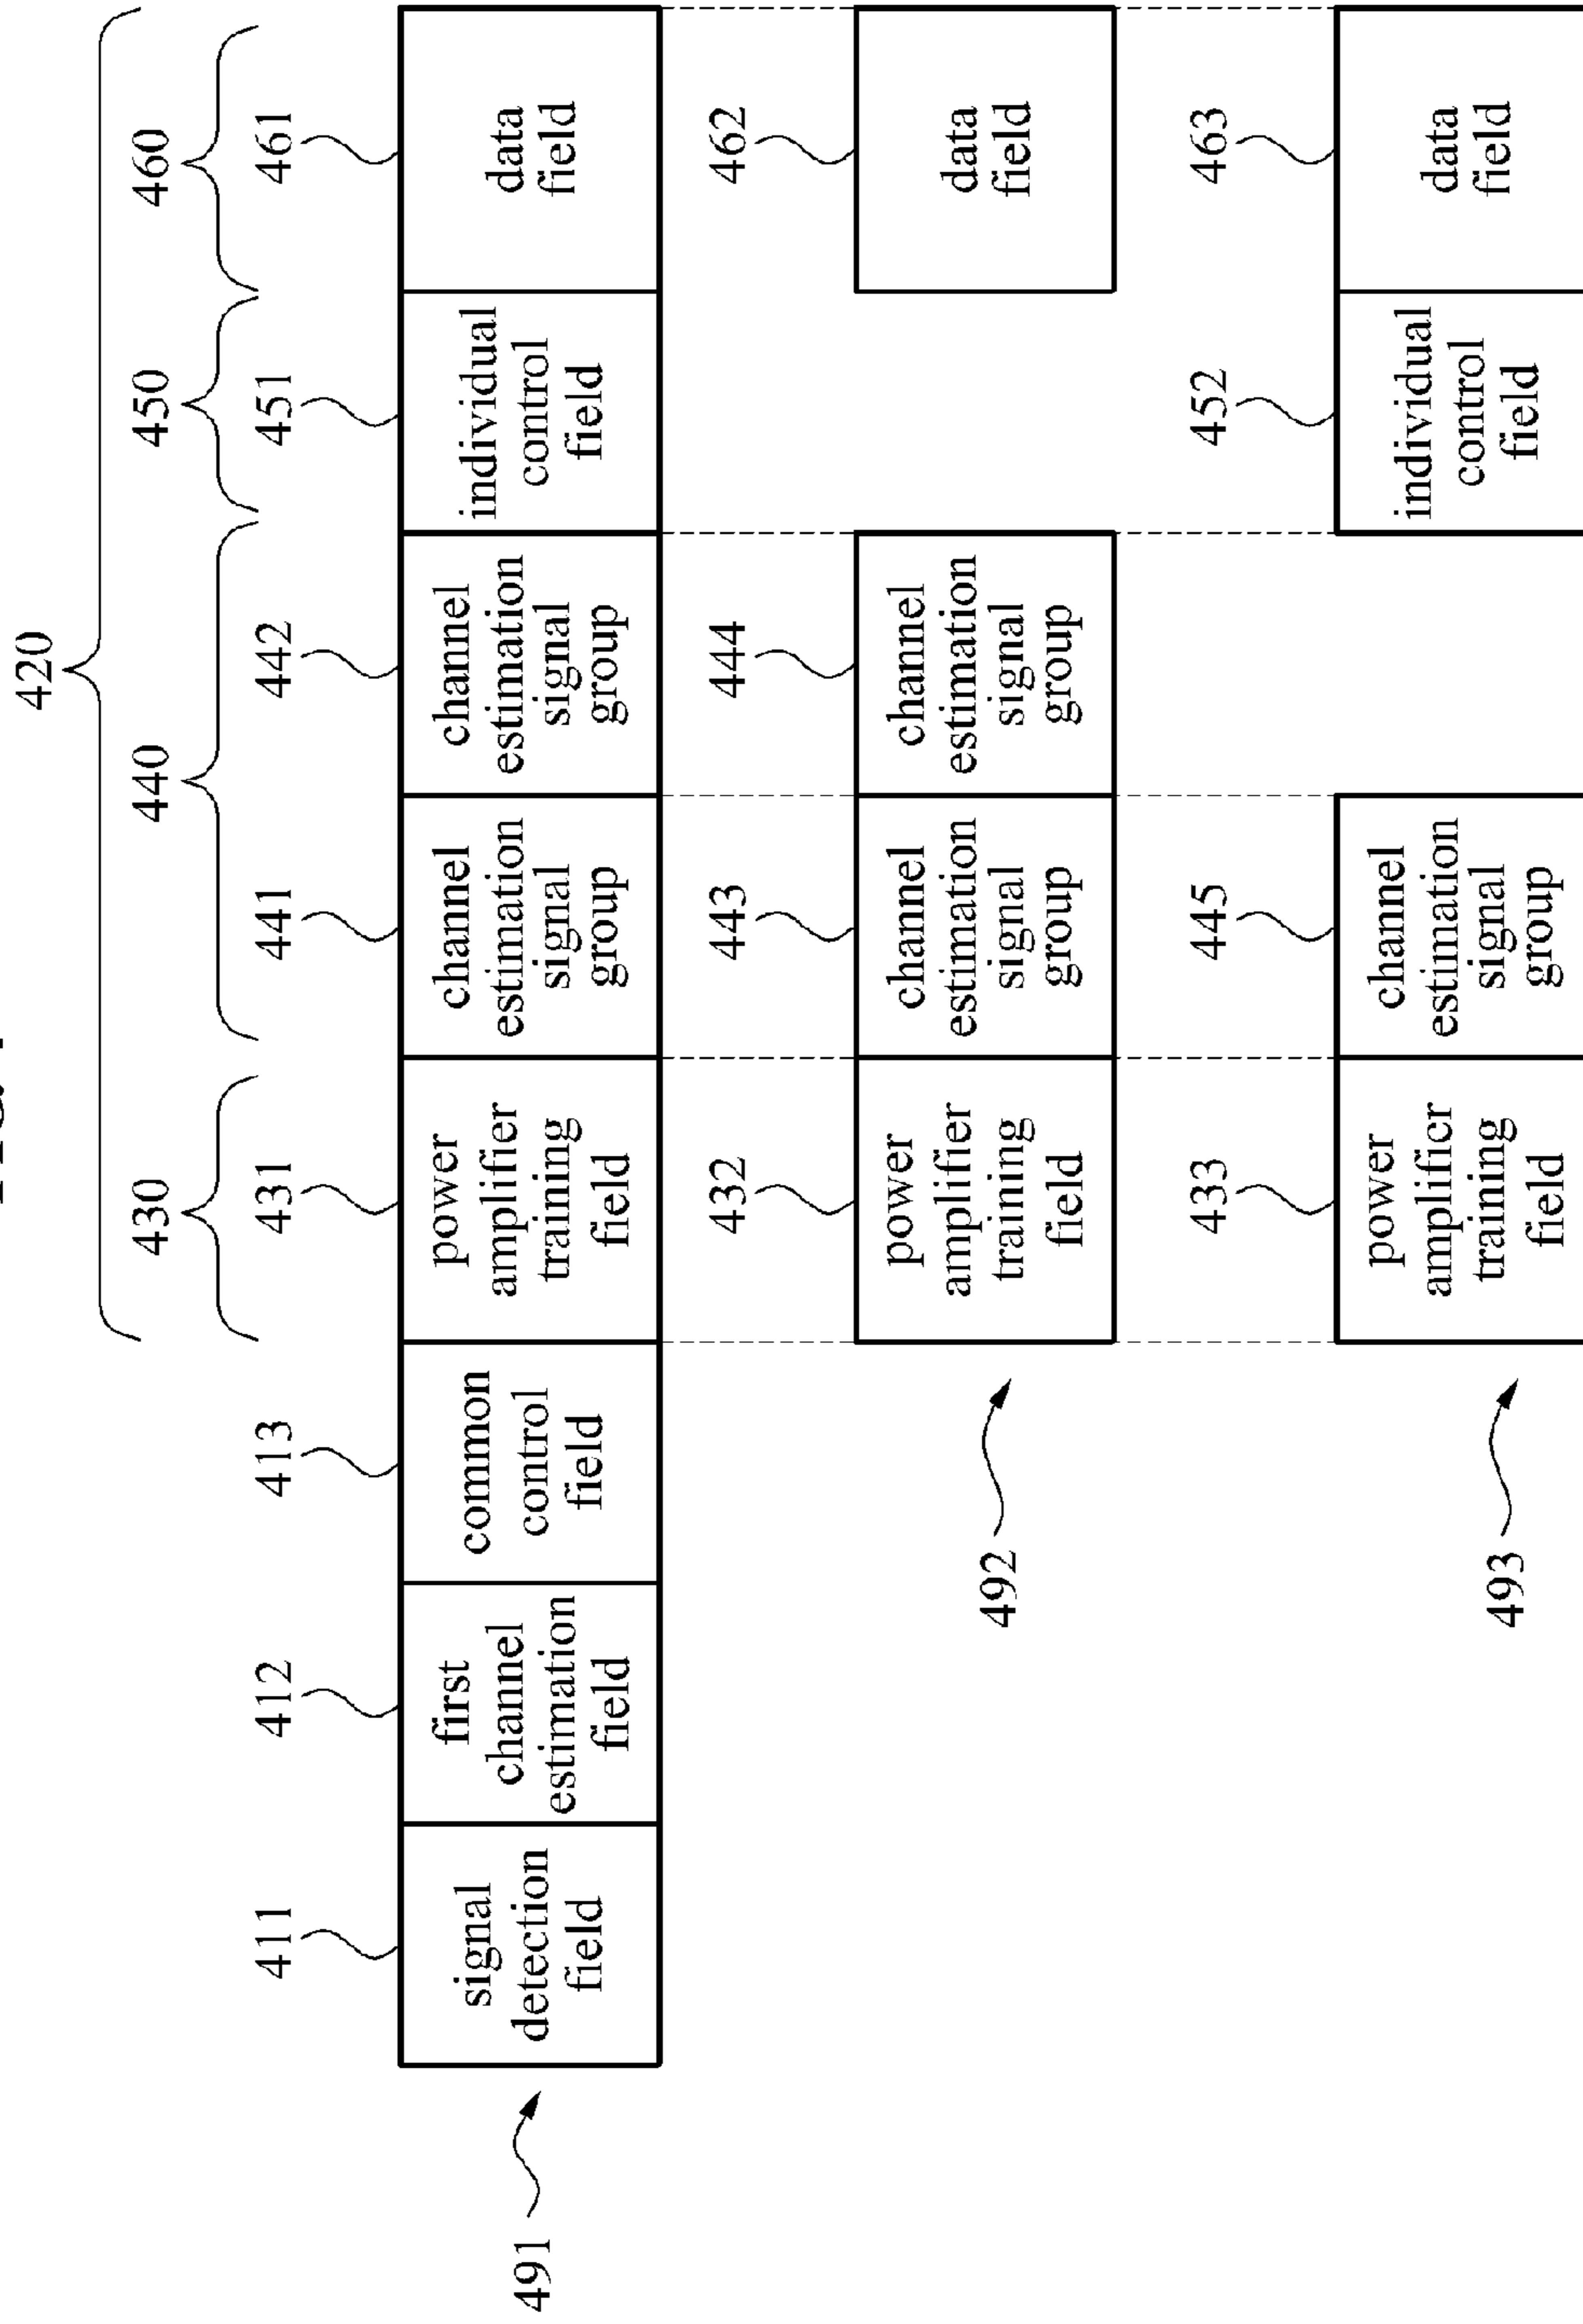 420
430
440
450
460
411
412
413
431
441
442
451
461
signal
detection
field
first
channel
estimation
field
common
control
field
power
amplifier
training
field
channel
estimation
signal
group
channel
estimation
signal
group
individual
control
field
data
field
491
432
443
444
462
power
amplifier
training
field
channel
estimation
signal
group
channel
estimation
signal
group
data
field
492
433
445
452
463
power
amplifier
training
field
channel
estimation
signal
group
individual
control
field
data
field
493